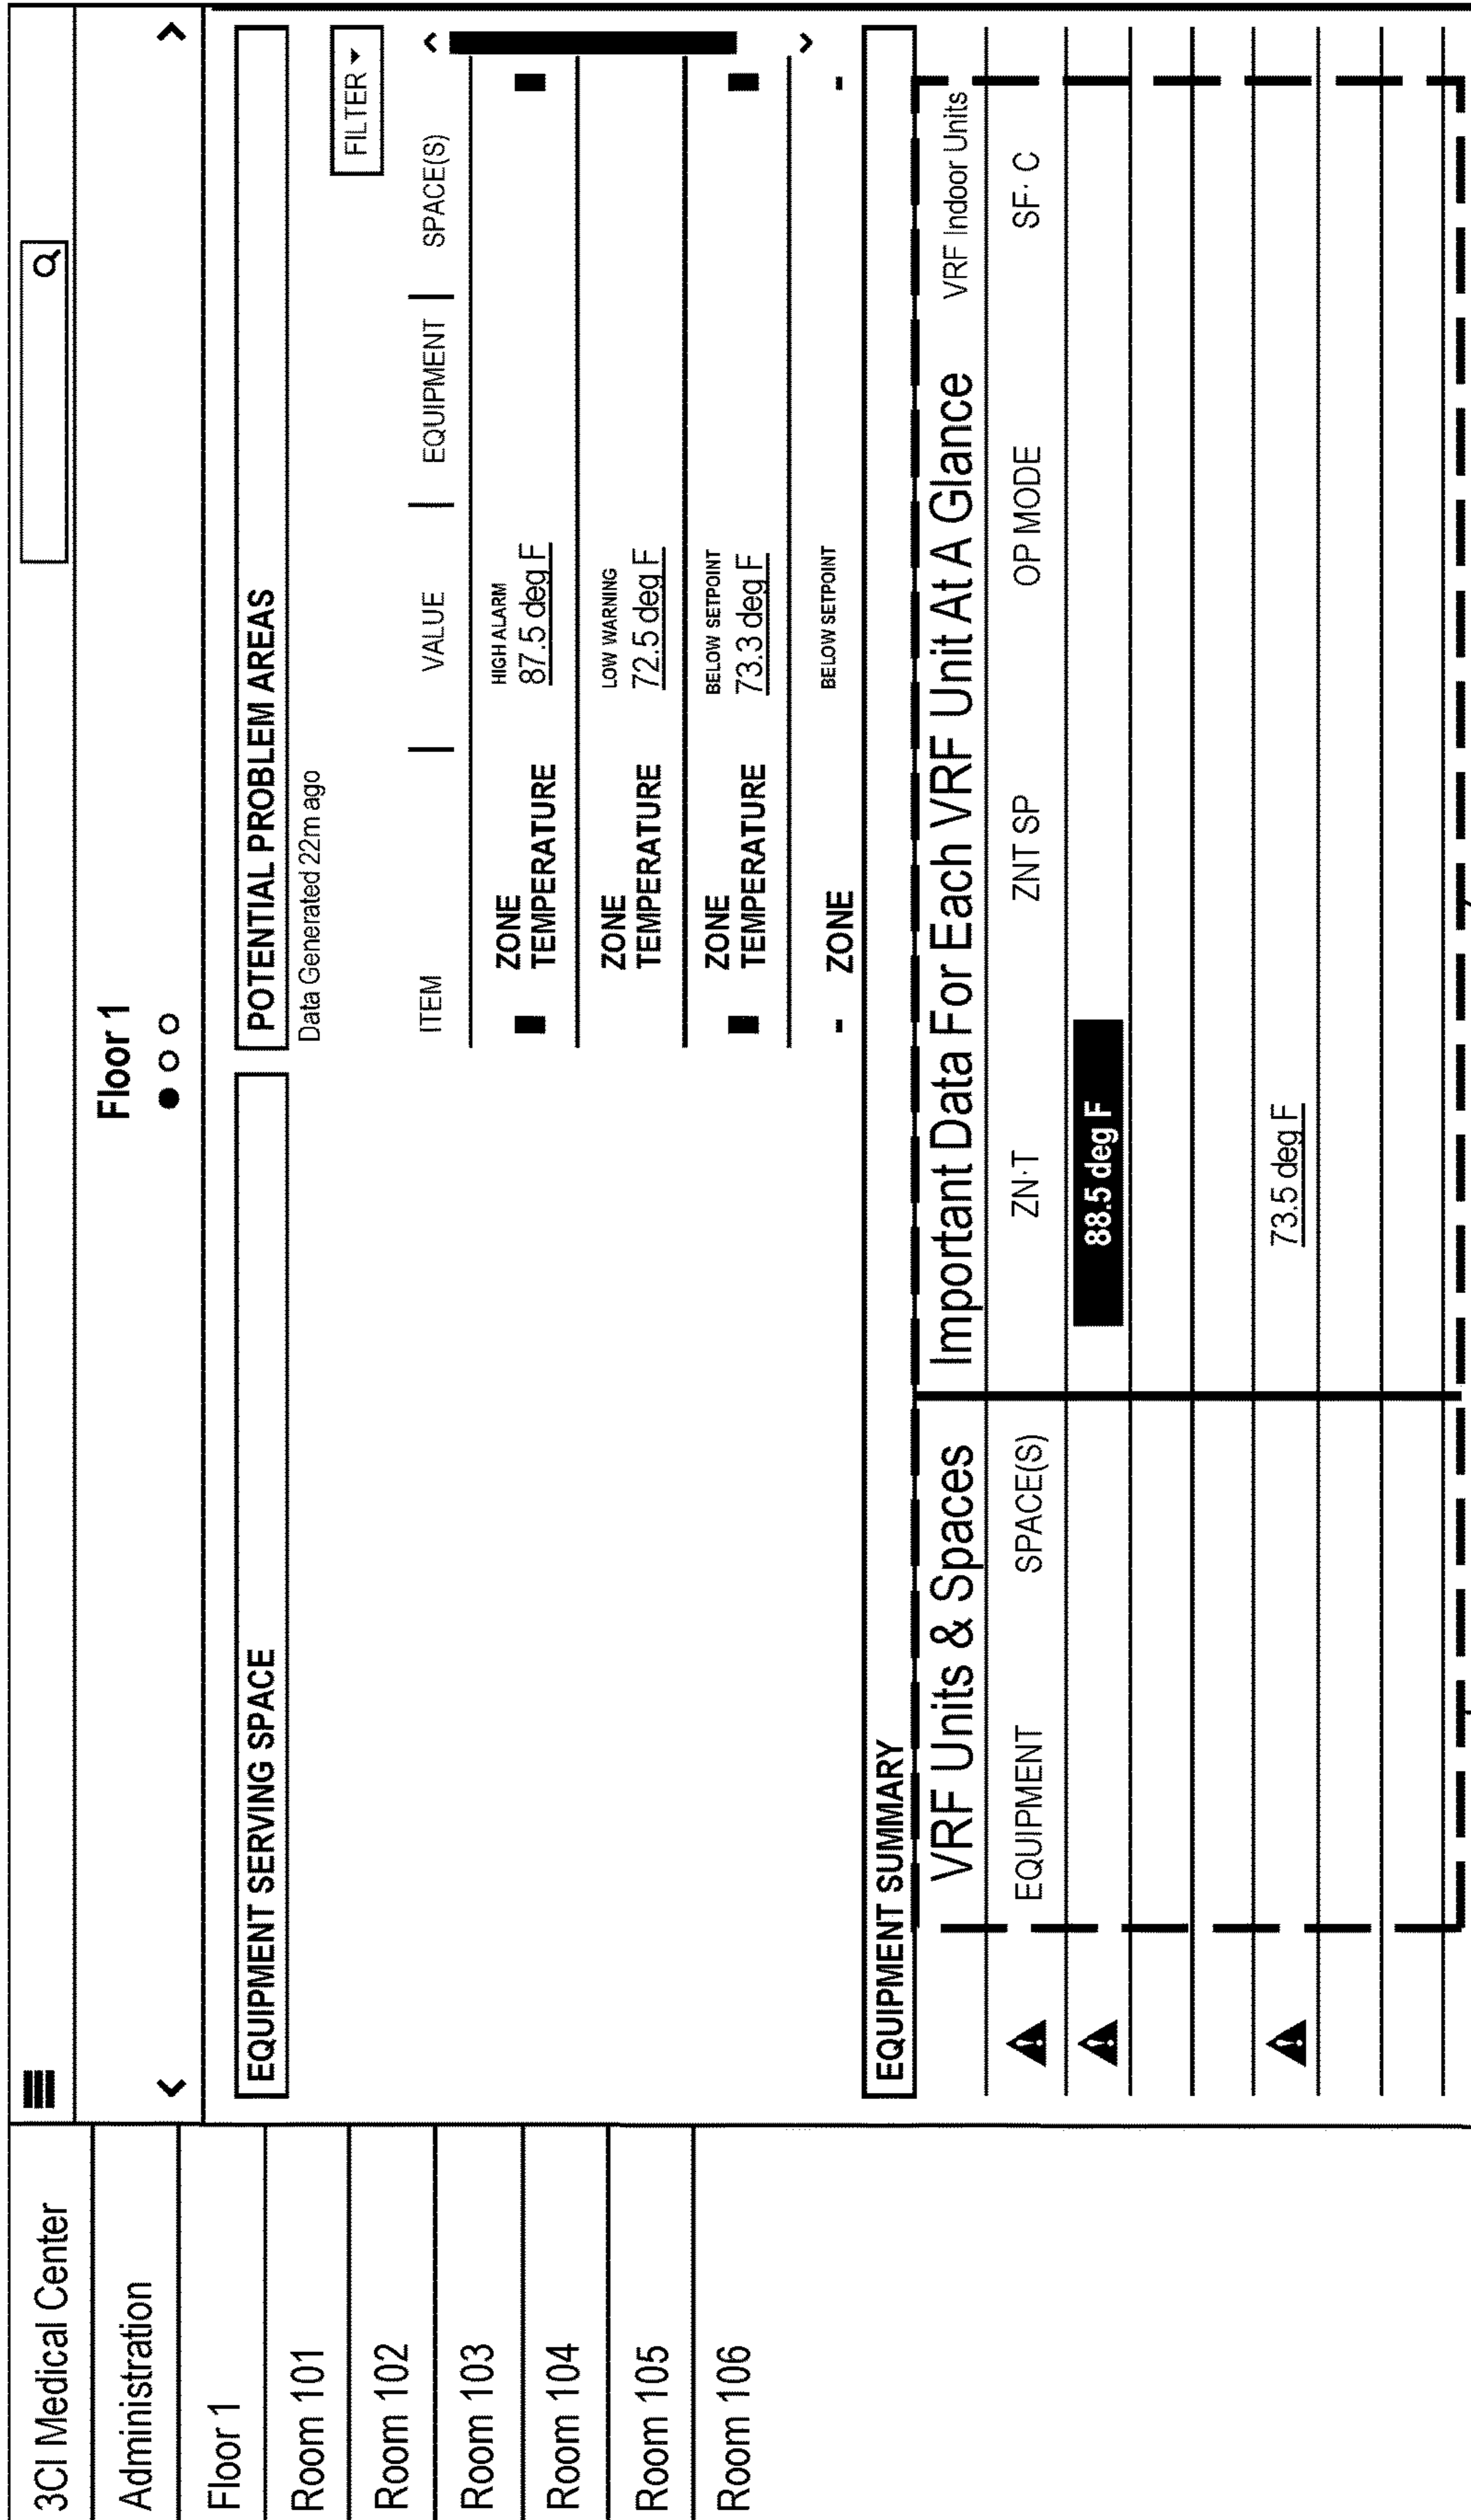 3CI Medical Center
Administration
Floor 1
Room 101
Room 102
Room 103
Room 104
Room 105
Room 106
Floor 1
EQUIPMENT SERVING SPACE
POTENTIAL PROBLEM AREAS
Data Generated 22m ago
FILTER
ITEM VALUE EQUIPMENT SPACE(S)
ZONE TEMPERATURE
HIGH ALARM
87.5 deg F
ZONE TEMPERATURE
LOW WARNING
72.5 deg F
ZONE TEMPERATURE
BELOW SETPOINT
73.3 deg F
ZONE
BELOW SETPOINT
EQUIPMENT SUMMARY
VRF Units & Spaces Important Data For Each VRF Unit At A Glance VRF Indoor Units
EQUIPMENT SPACE(S) ZN·T ZNT SP OP MODE SF· C
88.5 deg F
73.5 deg F